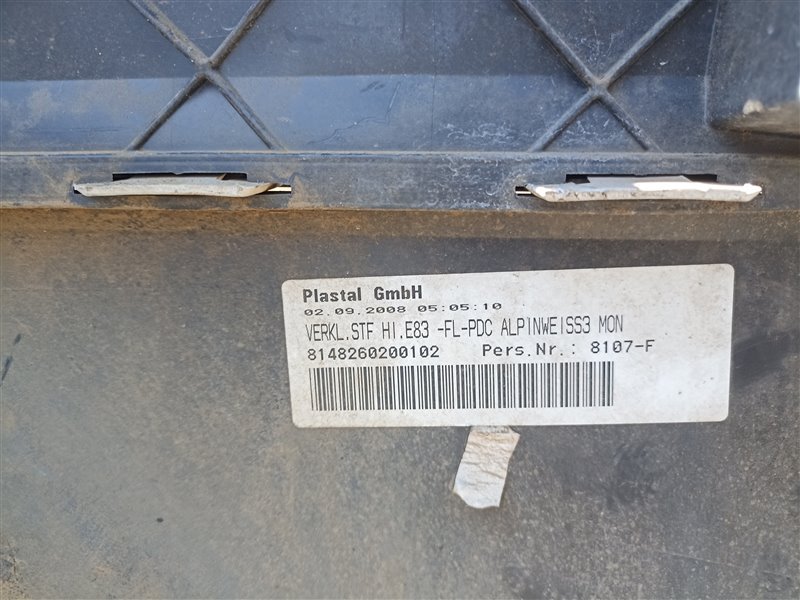 Plastal GmbH
02.09.2008 05:05:10
VERKL.STF HI.E83 -FL-PDC ALPINWEISS3 MON
8148260200102 Pers.Nr.: 8107-F